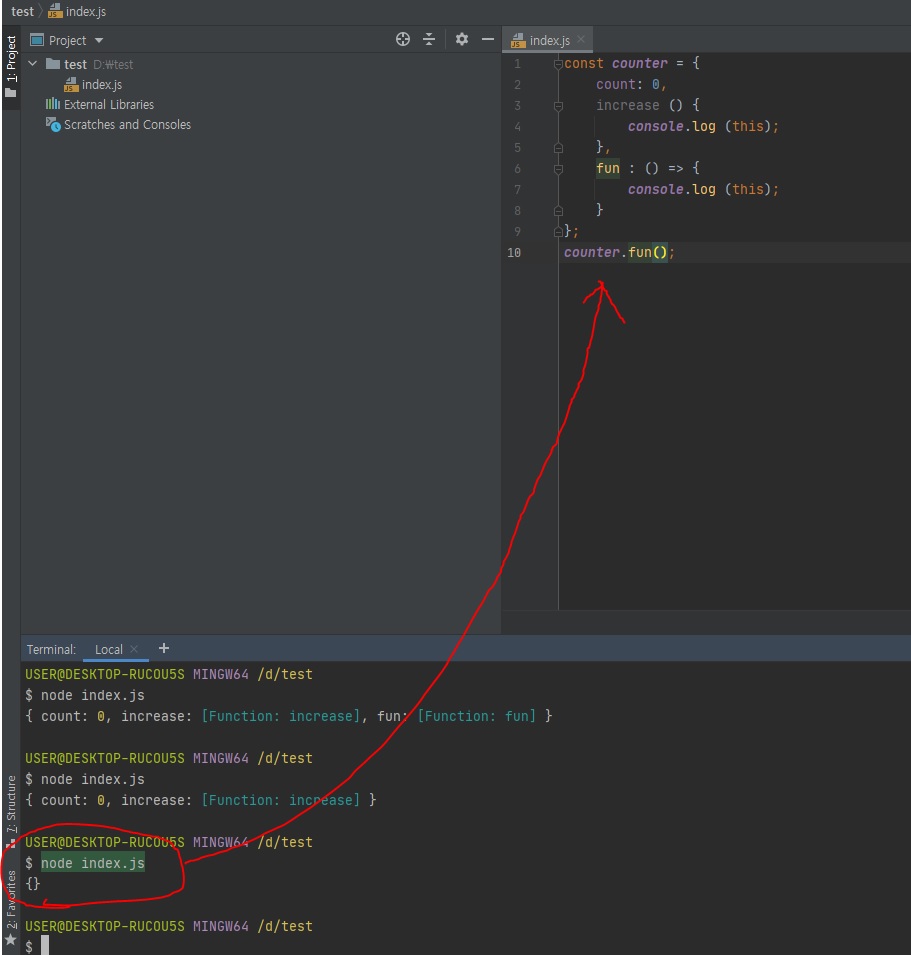 test index.js
1: Project
Project
index.js
test D:₩test
index.js
External Libraries
Scratches and Consoles
1 const counter = {
2 count: 0,
3 increase () {
4 console.log (this);
5 },
6 fun : () => {
7 console.log (this);
8 }
9 };
10 counter.fun();
Terminal: Local +
USER@DESKTOP-RUCOU5S MINGW64 /d/test
$ node index.js
{ count: 0, increase: [Function: increase], fun: [Function: fun] }
USER@DESKTOP-RUCOU5S MINGW64 /d/test
$ node index.js
{ count: 0, increase: [Function: increase] }
USER@DESKTOP-RUCOU5S MINGW64 /d/test
$ node index.js
{}
USER@DESKTOP-RUCOU5S MINGW64 /d/test
$
7: Structure
2: Favorites